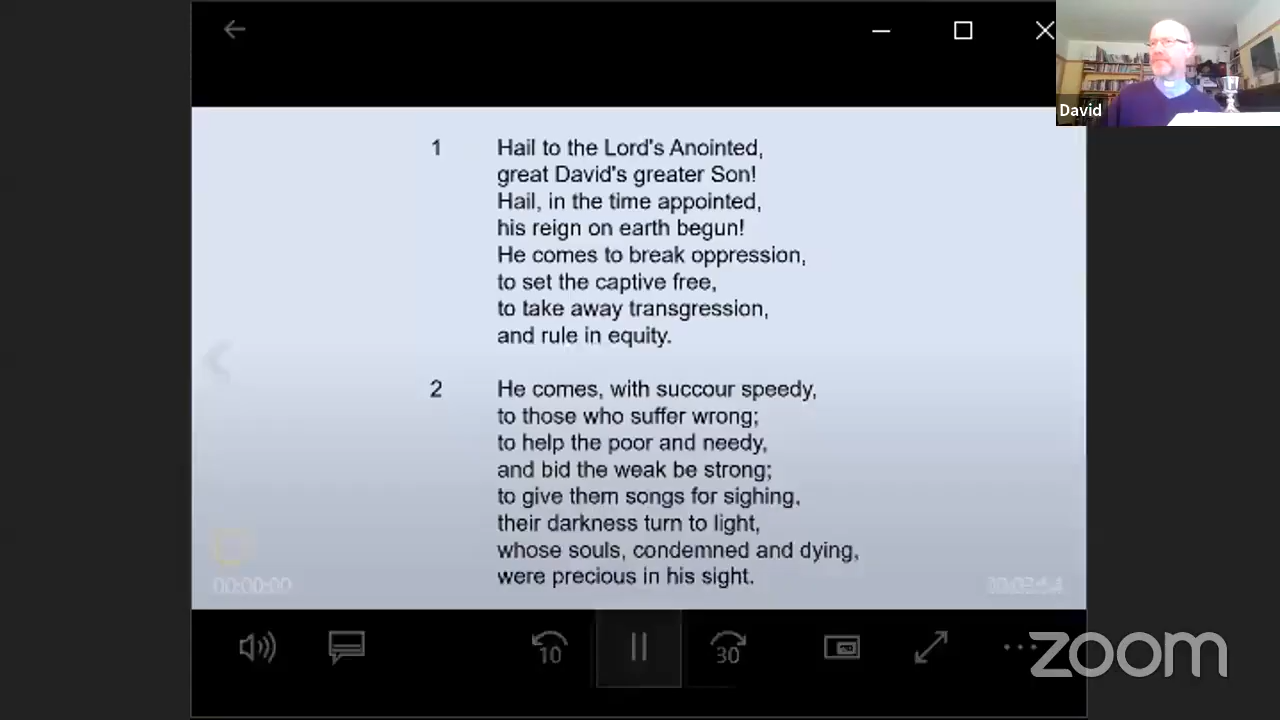 David
1 Hail to the Lord's Anointed,
great David's greater Son!
Hail, in the time appointed,
his reign on earth begun!
He comes to break oppression,
to set the captive free,
to take away transgression,
and rule in equity.
2 He comes, with succour speedy,
to those who suffer wrong;
to help the poor and needy,
and bid the weak be strong;
to give them songs for sighing,
their darkness turn to light,
whose souls, condemned and dying,
were precious in his sight.
00:00:00
10
30
zoom